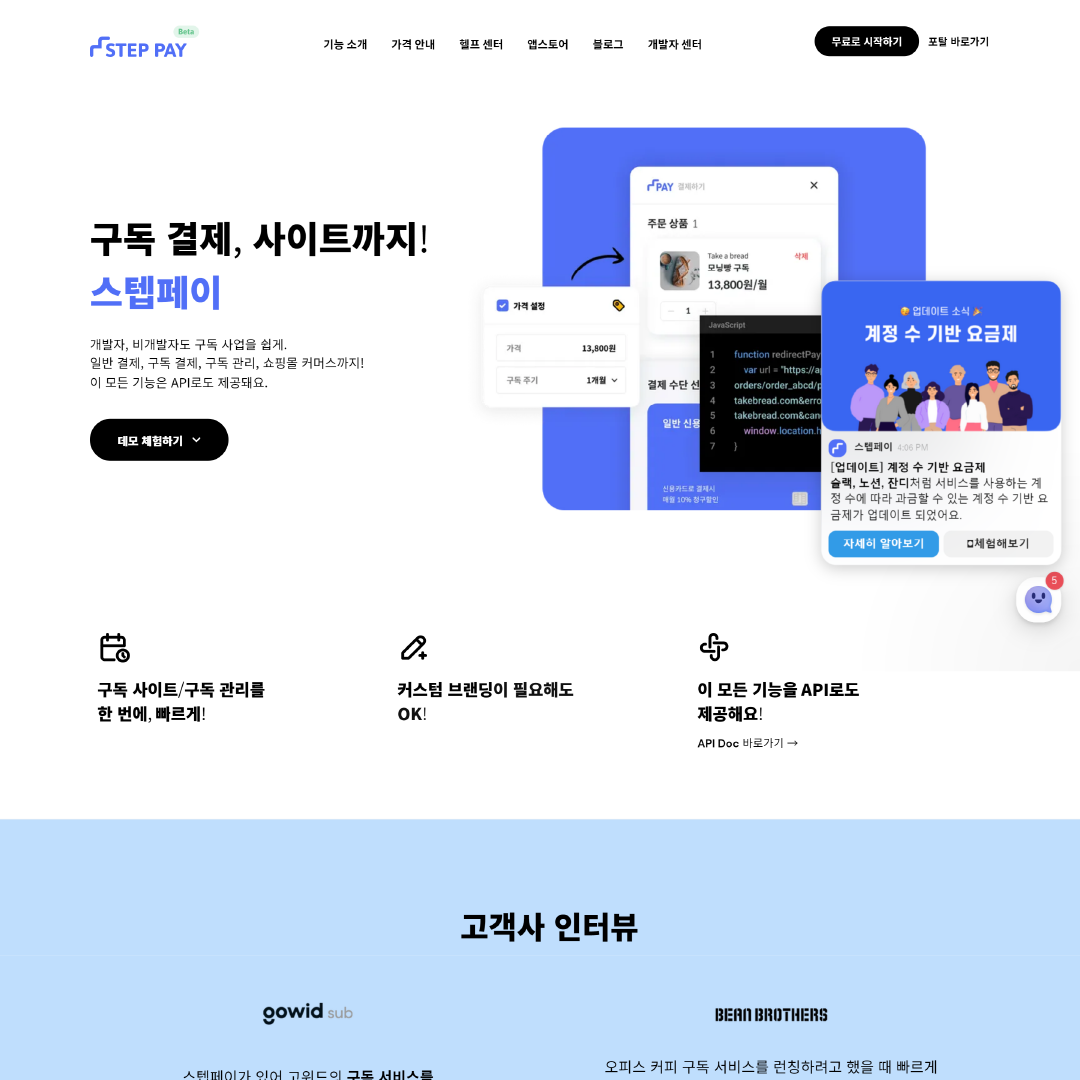 Beta
STEP PAY
기능 소개
가격 안내
헬프 센터
앱스토어
블로그
개발자 센터
무료로 시작하기
포탈 바로가기
구독 결제, 사이트까지!
스텝페이
개발자, 비개발자도 구독 사업을 쉽게.
일반 결제, 구독 결제, 구독 관리, 쇼핑몰 커머스까지!
이 모든 기능은 API로도 제공돼요.
데모 체험하기
PAY 결제하기
주문 상품 1
Take a bread
삭제
모닝빵 구독
13,800원/월
1
가격 설정
가격 13,800원
구독 주기 1개월
결제 수단 선
일반 신용
신용카드로 결제시
매월 10% 청구할인
JavaScript
1 function redirectPay
2 var url = "https://a
3 orders/order_abcd/p
4 takebread.com&erro
5 takebread.com&can
6 window.location.h
7 }
업데이트 소식
계정 수 기반 요금제
스텝페이 4:06 PM
[업데이트] 계정 수 기반 요금제
슬랙, 노션, 잔디처럼 서비스를 사용하는 계
정 수에 따라 과금할 수 있는 계정 수 기반 요
금제가 업데이트 되었어요.
자세히 알아보기
체험해보기
5
구독 사이트/구독 관리를
한 번에, 빠르게!
커스텀 브랜딩이 필요해도
OK!
이 모든 기능을 API로도
제공해요!
API Doc 바로가기 →
고객사 인터뷰
gowid sub
BEAN BROTHERS
스텝페이가 있어 고위드의 구독 서비스를
오피스 커피 구독 서비스를 런칭하려고 했을 때 빠르게